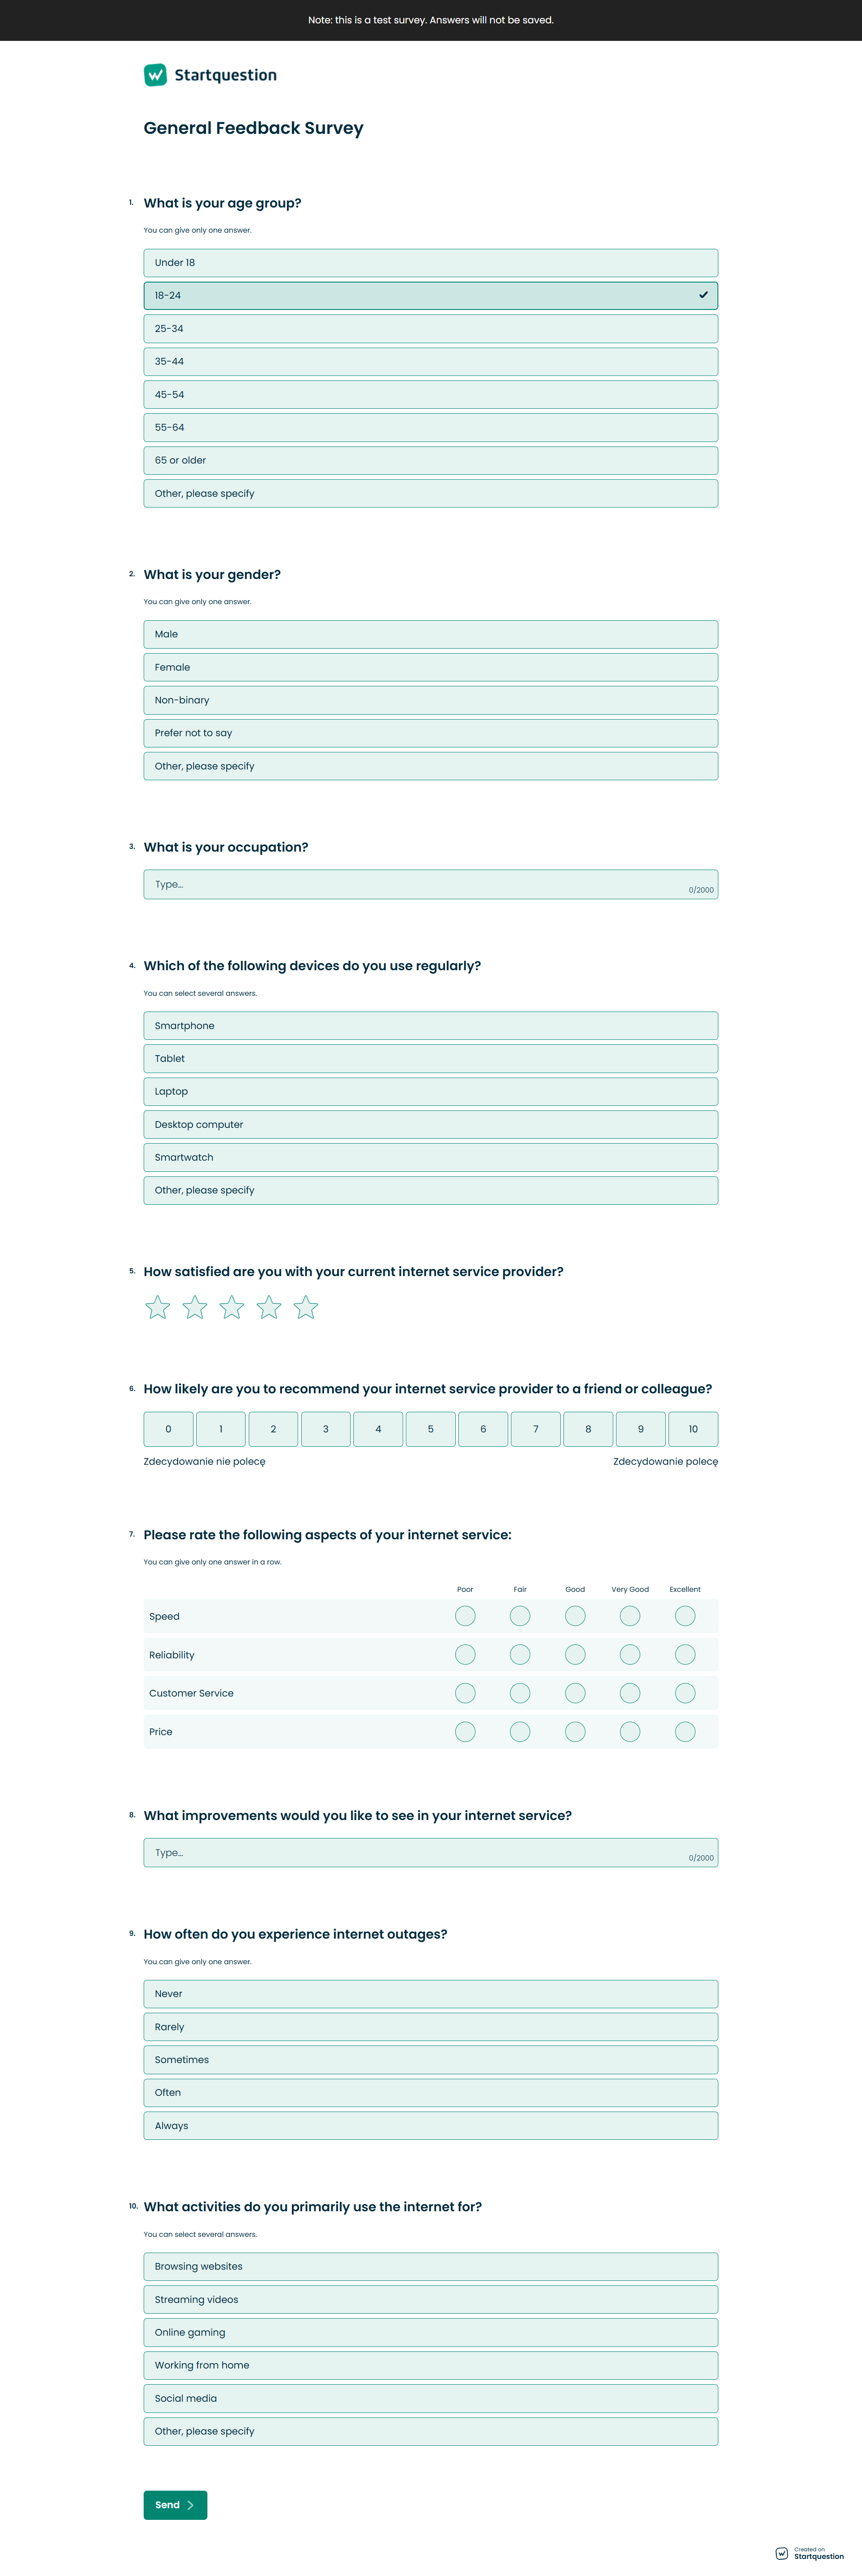 Note: this is a test survey. Answers will not be saved.
Startquestion
General Feedback Survey
1. What is your age group?
You can give only one answer.
Under 18
18-24
25-34
35-44
45-54
55-64
65 or older
Other, please specify
2. What is your gender?
You can give only one answer.
Male
Female
Non-binary
Prefer not to say
Other, please specify
3. What is your occupation?
Type...
0/2000
4. Which of the following devices do you use regularly?
You can select several answers.
Smartphone
Tablet
Laptop
Desktop computer
Smartwatch
Other, please specify
5. How satisfied are you with your current internet service provider?
6. How likely are you to recommend your internet service provider to a friend or colleague?
0 1 2 3 4 5 6 7 8 9 10
Zdecydowanie nie polecę Zdecydowanie polecę
7. Please rate the following aspects of your internet service:
You can give only one answer in a row.
Poor Fair Good Very Good Excellent
Speed
Reliability
Customer Service
Price
8. What improvements would you like to see in your internet service?
Type...
0/2000
9. How often do you experience internet outages?
You can give only one answer.
Never
Rarely
Sometimes
Often
Always
10. What activities do you primarily use the internet for?
You can select several answers.
Browsing websites
Streaming videos
Online gaming
Working from home
Social media
Other, please specify
Send
Created on
Startquestion